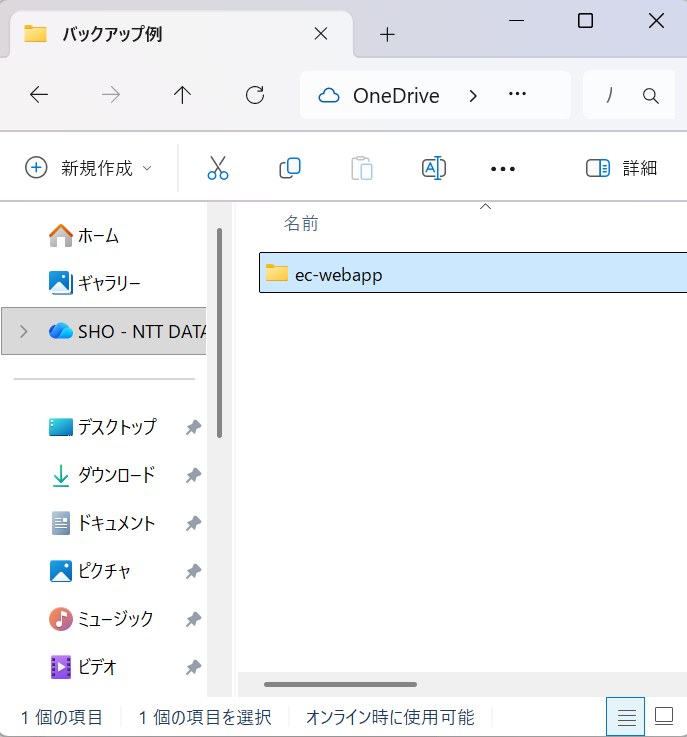 バックアップ例
OneDrive
新規作成
詳細
名前
ec-webapp
ホーム
ギャラリー
SHO - NTT DATA
デスクトップ
ダウンロード
ドキュメント
ピクチャ
ミュージック
ビデオ
1 個の項目
1 個の項目を選択
オンライン時に使用可能